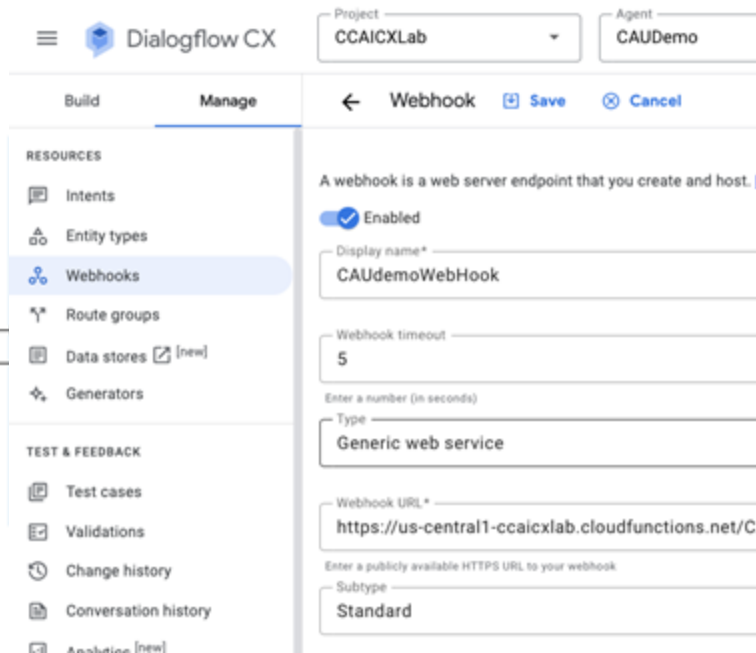 Dialogflow CX
Project
CCAICXLab
Agent
CAUDemo
Build
Manage
Webhook
Save
Cancel
RESOURCES
Intents
Entity types
Webhooks
Route groups
Data stores [new]
Generators
TEST & FEEDBACK
Test cases
Validations
Change history
Conversation history
Analytics [new]
A webhook is a web server endpoint that you create and host.
Enabled
Display name*
CAUdemoWebHook
Webhook timeout
5
Enter a number (in seconds)
Type
Generic web service
Webhook URL*
https://us-central1-ccaicxlab.cloudfunctions.net/C
Enter a publicly available HTTPS URL to your webhook
Subtype
Standard